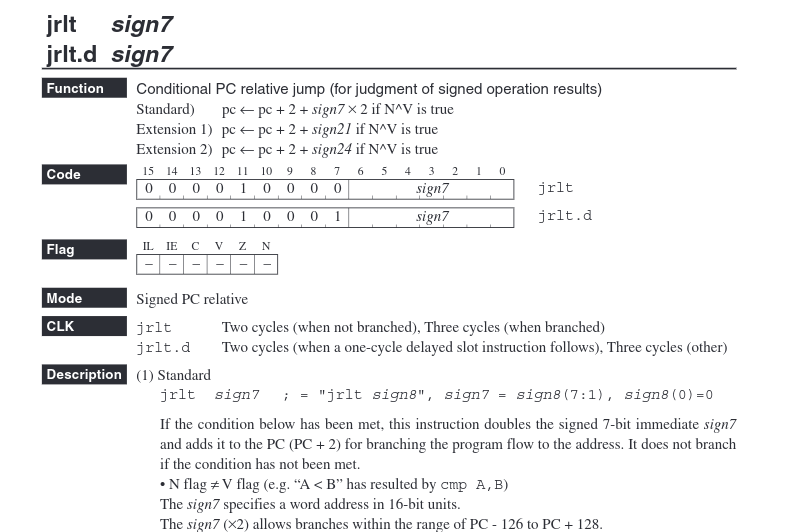 jrlt sign7
jrlt.d sign7
Function Conditional PC relative jump (for judgment of signed operation results)
Standard) pc ← pc + 2 + sign7 × 2 if N^V is true
Extension 1) pc ← pc + 2 + sign21 if N^V is true
Extension 2) pc ← pc + 2 + sign24 if N^V is true
Code 15 14 13 12 11 10 9 8 7 6 5 4 3 2 1 0
0 0 0 0 1 0 0 0 0 sign7 jrlt
0 0 0 0 1 0 0 0 1 sign7 jrlt.d
Flag IL IE C V Z N
– – – – – –
Mode Signed PC relative
CLK jrlt Two cycles (when not branched), Three cycles (when branched)
jrlt.d Two cycles (when a one-cycle delayed slot instruction follows), Three cycles (other)
Description (1) Standard
jrlt sign7 ; = "jrlt sign8", sign7 = sign8(7:1), sign8(0)=0
If the condition below has been met, this instruction doubles the signed 7-bit immediate sign7
and adds it to the PC (PC + 2) for branching the program flow to the address. It does not branch
if the condition has not been met.
• N flag ≠ V flag (e.g. “A < B” has resulted by cmp A,B)
The sign7 specifies a word address in 16-bit units.
The sign7 (×2) allows branches within the range of PC - 126 to PC + 128.